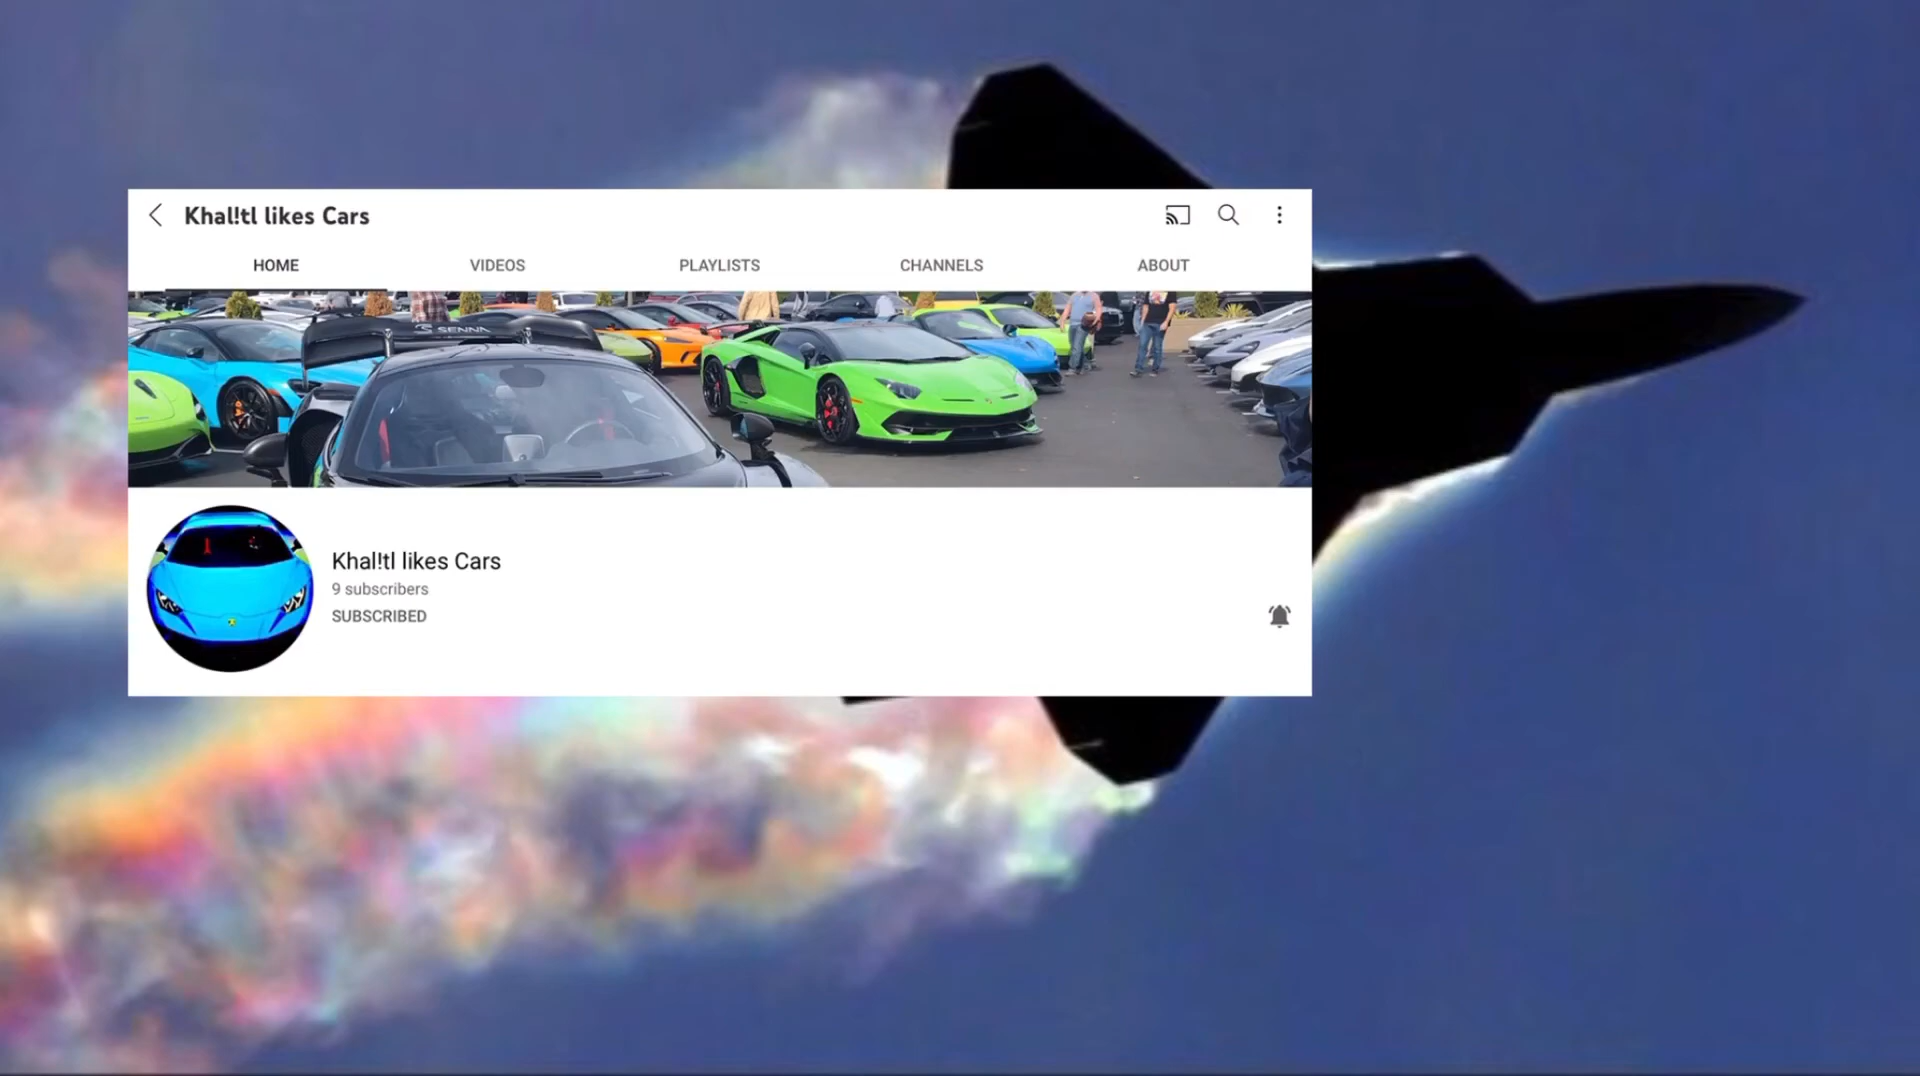 Khal!tl likes Cars
HOME VIDEOS PLAYLISTS CHANNELS ABOUT
SENNA
Khal!tl likes Cars
9 subscribers
SUBSCRIBED